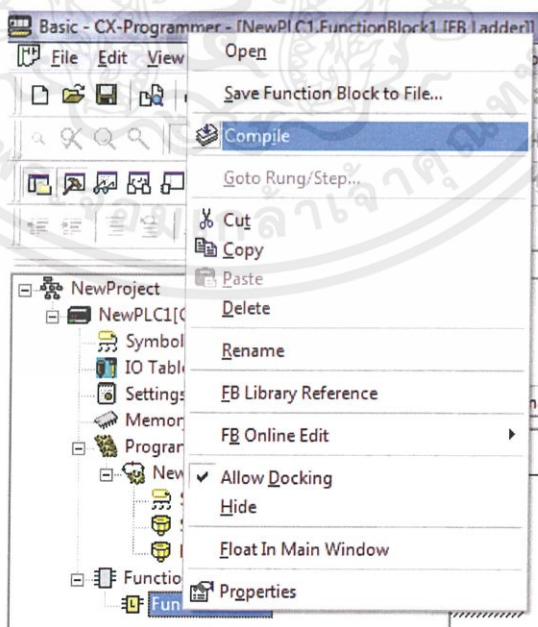 Basic - CX-Programmer - [NewPLC1.FunctionBlock1 [FB Ladder]]
File Edit View
Open
Save Function Block to File...
Compile
Goto Rung/Step...
Cut
Copy
Paste
Delete
Rename
FB Library Reference
FB Online Edit
Allow Docking
Hide
Float In Main Window
Properties
NewProject
NewPLC1[
Symbol
IO Tabl
Settings
Memor
Program
New
Functio
Fun